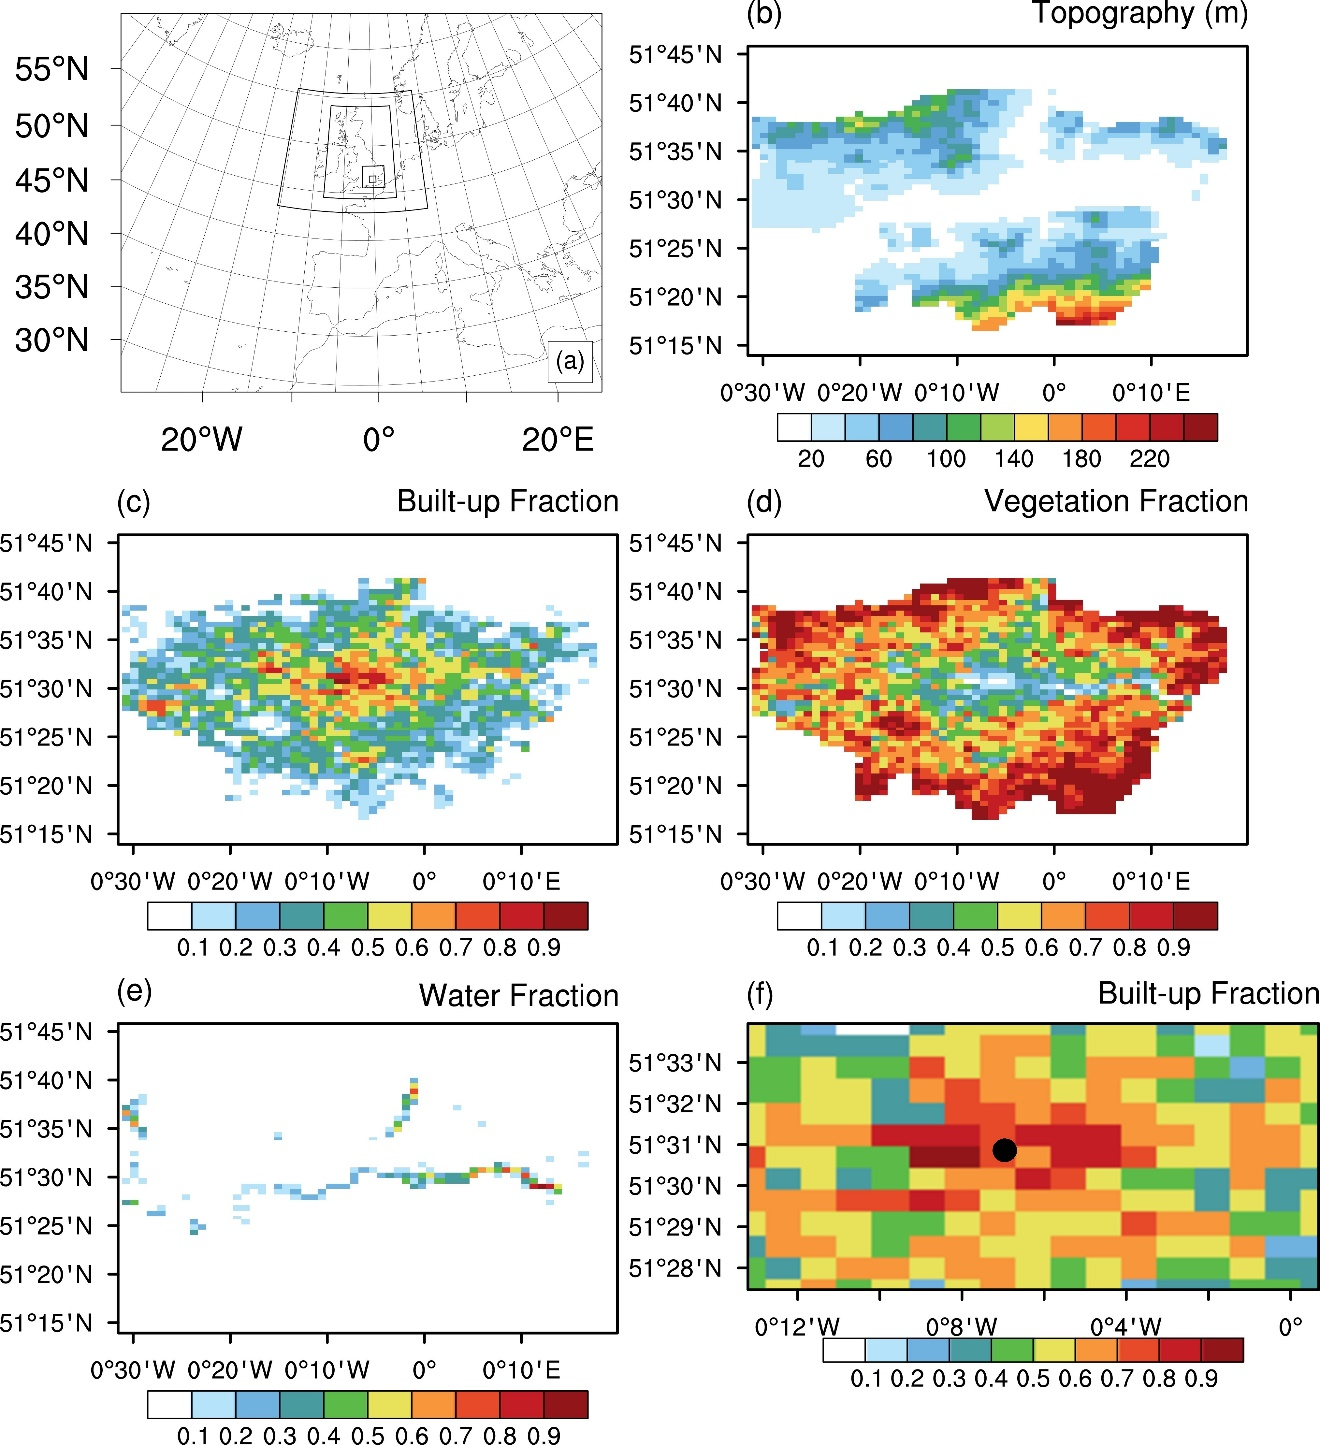 55°N
50°N
45°N
40°N
35°N
30°N
(a)
20°W 0° 20°E
(b) Topography (m)
51°45'N
51°40'N
51°35'N
51°30'N
51°25'N
51°20'N
51°15'N
0°30'W 0°20'W 0°10'W 0° 0°10'E
20 60 100 140 180 220
(c) Built-up Fraction
51°45'N
51°40'N
51°35'N
51°30'N
51°25'N
51°20'N
51°15'N
0°30'W 0°20'W 0°10'W 0° 0°10'E
0.1 0.2 0.3 0.4 0.5 0.6 0.7 0.8 0.9
(d) Vegetation Fraction
51°45'N
51°40'N
51°35'N
51°30'N
51°25'N
51°20'N
51°15'N
0°30'W 0°20'W 0°10'W 0° 0°10'E
0.1 0.2 0.3 0.4 0.5 0.6 0.7 0.8 0.9
(e) Water Fraction
51°45'N
51°40'N
51°35'N
51°30'N
51°25'N
51°20'N
51°15'N
0°30'W 0°20'W 0°10'W 0° 0°10'E
0.1 0.2 0.3 0.4 0.5 0.6 0.7 0.8 0.9
(f) Built-up Fraction
51°33'N
51°32'N
51°31'N
51°30'N
51°29'N
51°28'N
0°12'W 0°8'W 0°4'W 0°
0.1 0.2 0.3 0.4 0.5 0.6 0.7 0.8 0.9